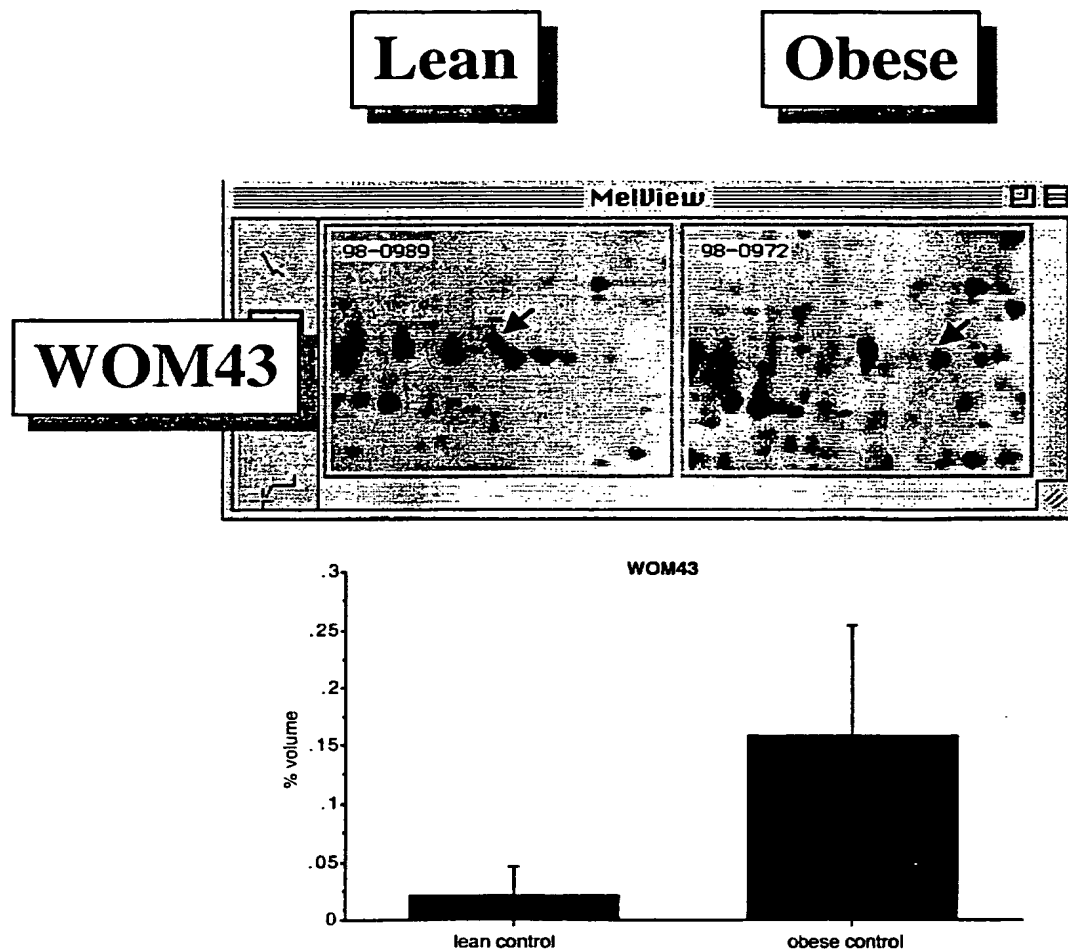 Lean
Obese
MelView
98-0989
98-0972
WOM43
WOM43
% volume
.3
.25
.2
.15
.1
.05
0
lean control
obese control